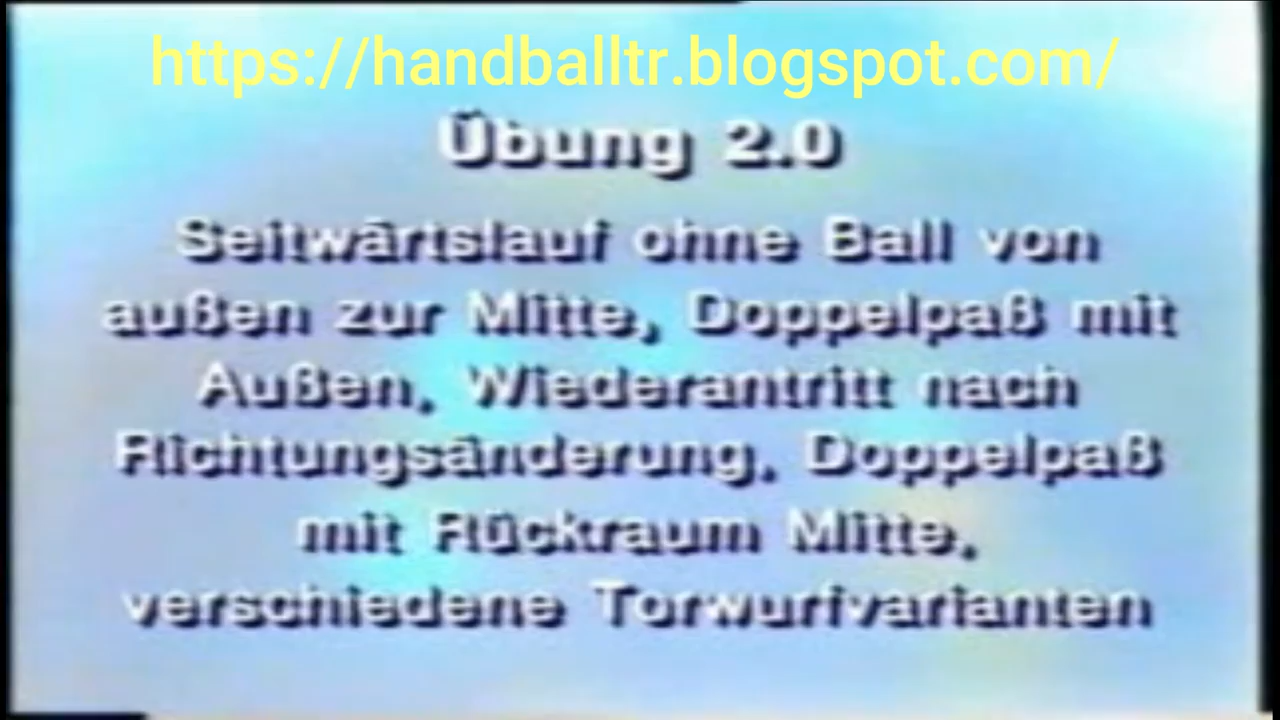 https://handballtr.blogspot.com/
Übung 2.0
Seitwärtslauf ohne Ball von
außen zur Mitte, Doppelpaß mit
Außen, Wiederantritt nach
Richtungsänderung, Doppelpaß
mit Rückraum Mitte,
verschiedene Torwurfvarianten